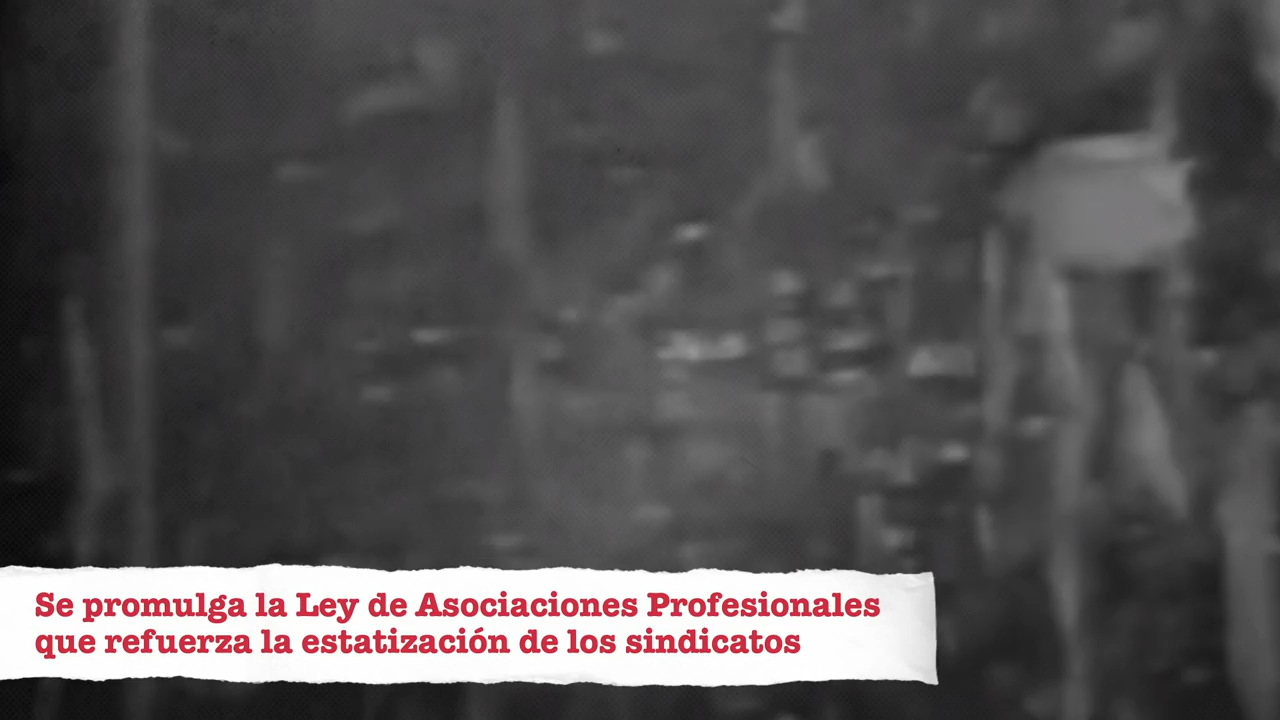 Se promulga la Ley de Asociaciones Profesionales
que refuerza la estatización de los sindicatos